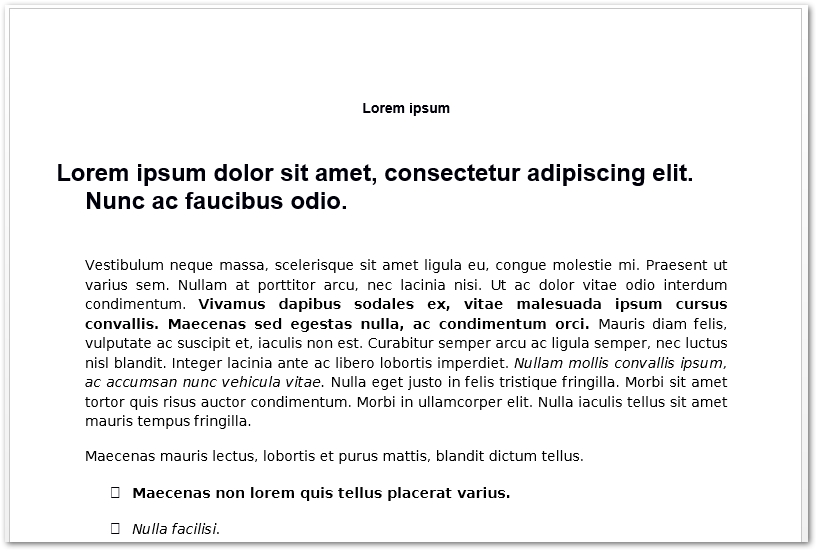 Lorem ipsum
Lorem ipsum dolor sit amet, consectetur adipiscing elit.
Nunc ac faucibus odio.
Vestibulum neque massa, scelerisque sit amet ligula eu, congue molestie mi. Praesent ut
varius sem. Nullam at porttitor arcu, nec lacinia nisi. Ut ac dolor vitae odio interdum
condimentum. Vivamus dapibus sodales ex, vitae malesuada ipsum cursus
convallis. Maecenas sed egestas nulla, ac condimentum orci. Mauris diam felis,
vulputate ac suscipit et, iaculis non est. Curabitur semper arcu ac ligula semper, nec luctus
nisl blandit. Integer lacinia ante ac libero lobortis imperdiet. Nullam mollis convallis ipsum,
ac accumsan nunc vehicula vitae. Nulla eget justo in felis tristique fringilla. Morbi sit amet
tortor quis risus auctor condimentum. Morbi in ullamcorper elit. Nulla iaculis tellus sit amet
mauris tempus fringilla.
Maecenas mauris lectus, lobortis et purus mattis, blandit dictum tellus.
Maecenas non lorem quis tellus placerat varius.
Nulla facilisi.